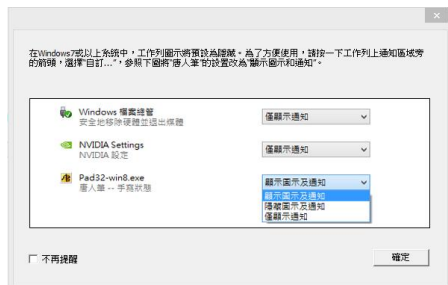 在Windows7或以上系統中，工作列圖示將預設為隱藏。為了方便使用，請按一下工作列上通知區域旁
的箭頭，選擇"自訂..."，參照下圖將"唐人筆"的設置改為"顯示圖示和通知"。
Windows 檔案總管
安全地移除硬體並退出媒體
僅顯示通知
NVIDIA Settings
NVIDIA 設定
僅顯示通知
Pad32-win8.exe
唐人筆 -- 手寫狀態
顯示圖示及通知
顯示圖示及通知
隱藏圖示及通知
僅顯示通知
不再提醒
確定